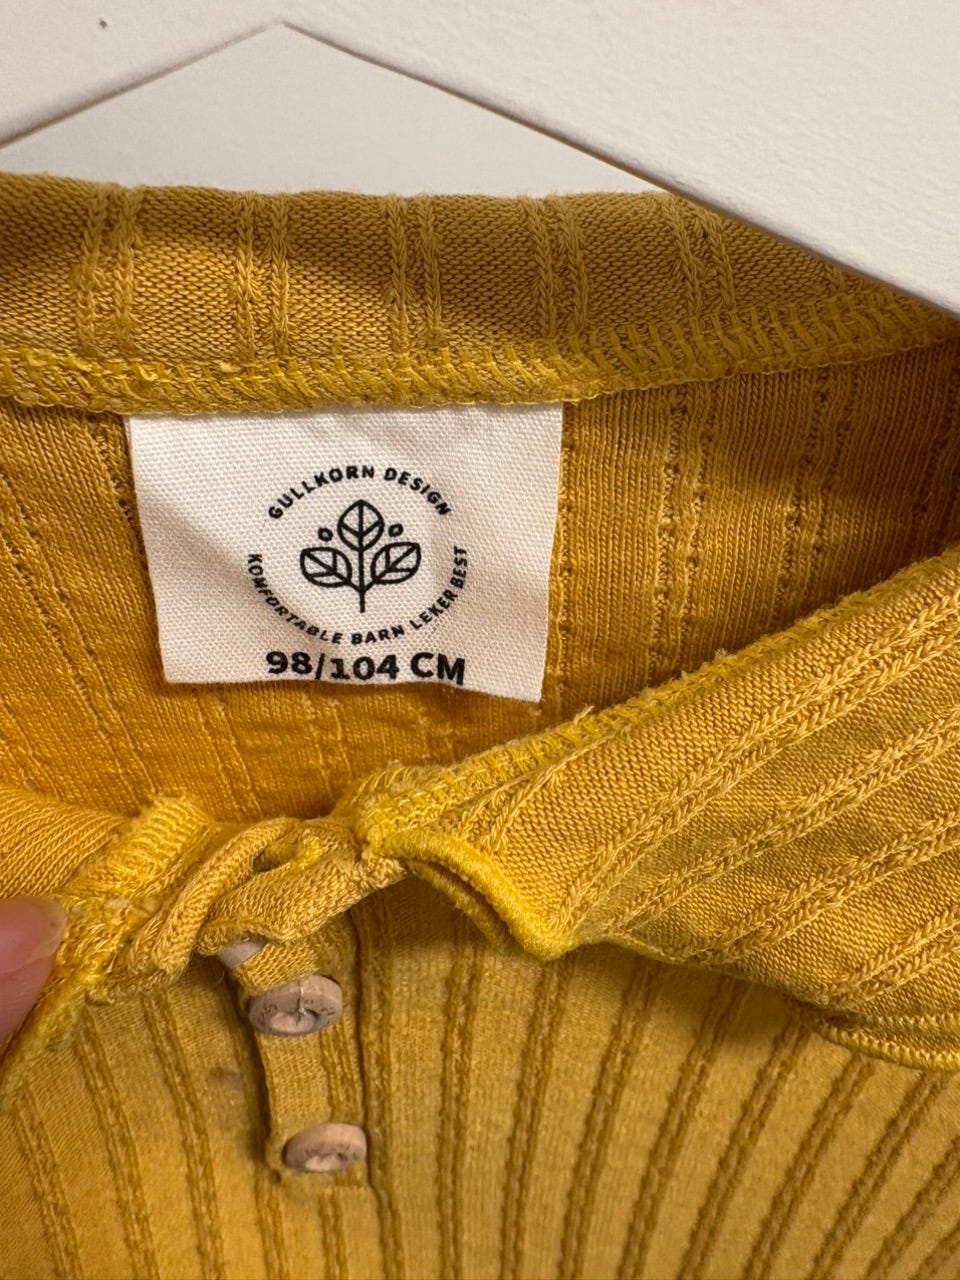 GULLKORN DESIGN
KOMFORTABLE BARN LEKER BEST
98/104 CM